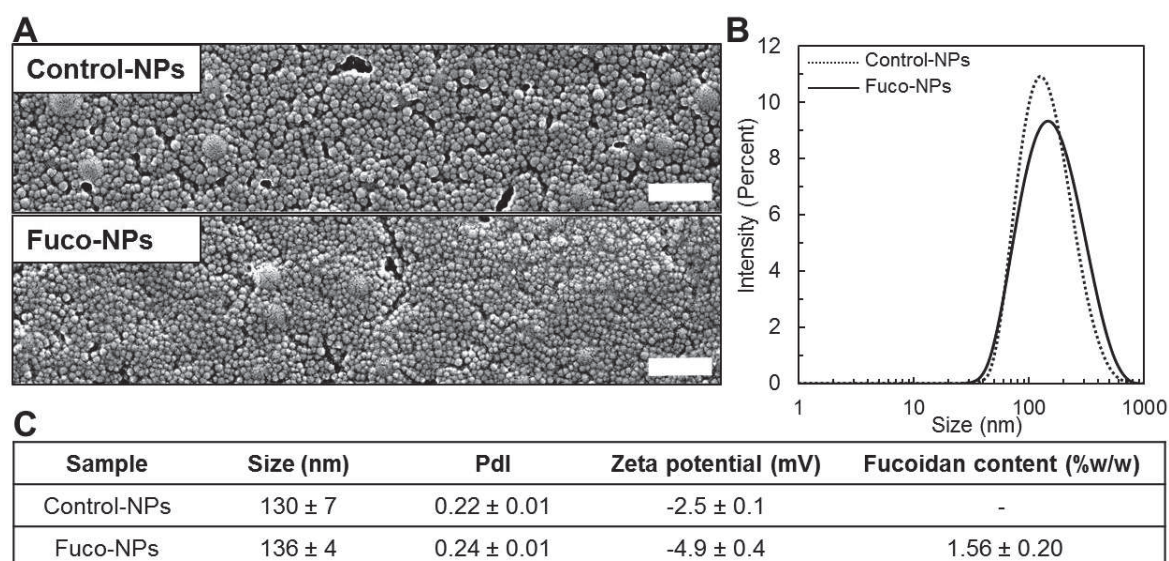 A
Control-NPs
Fuco-NPs
B
12
10
8
6
4
2
0
Intensity (Percent)
Control-NPs
Fuco-NPs
1 10 100 1000
Size (nm)
C
Sample Size (nm) PdI Zeta potential (mV) Fucoidan content (%w/w)
Control-NPs 130 ± 7 0.22 ± 0.01 -2.5 ± 0.1 -
Fuco-NPs 136 ± 4 0.24 ± 0.01 -4.9 ± 0.4 1.56 ± 0.20